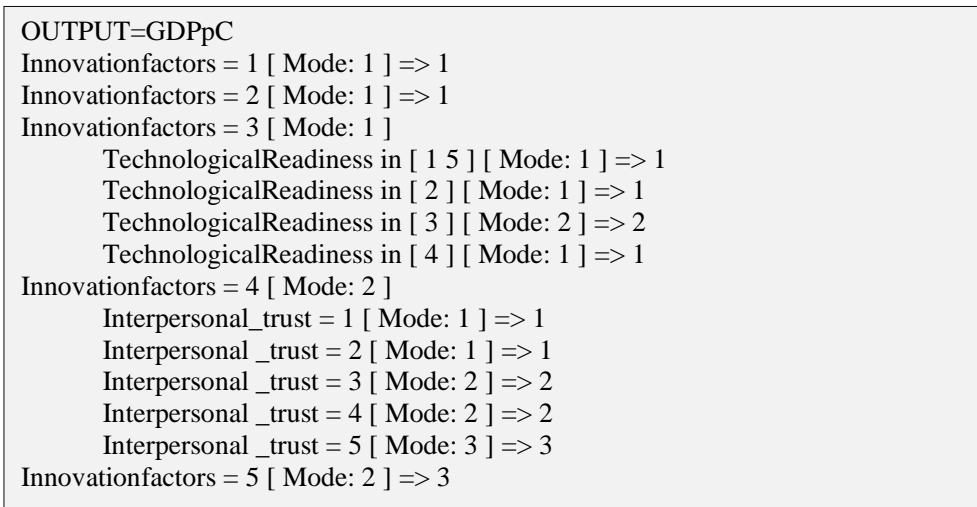 OUTPUT=GDPpC
Innovationfactors = 1 [ Mode: 1 ] => 1
Innovationfactors = 2 [ Mode: 1 ] => 1
Innovationfactors = 3 [ Mode: 1 ]
TechnologicalReadiness in [ 1 5 ] [ Mode: 1 ] => 1
TechnologicalReadiness in [ 2 ] [ Mode: 1 ] => 1
TechnologicalReadiness in [ 3 ] [ Mode: 2 ] => 2
TechnologicalReadiness in [ 4 ] [ Mode: 1 ] => 1
Innovationfactors = 4 [ Mode: 2 ]
Interpersonal_trust = 1 [ Mode: 1 ] => 1
Interpersonal _trust = 2 [ Mode: 1 ] => 1
Interpersonal _trust = 3 [ Mode: 2 ] => 2
Interpersonal _trust = 4 [ Mode: 2 ] => 2
Interpersonal _trust = 5 [ Mode: 3 ] => 3
Innovationfactors = 5 [ Mode: 2 ] => 3